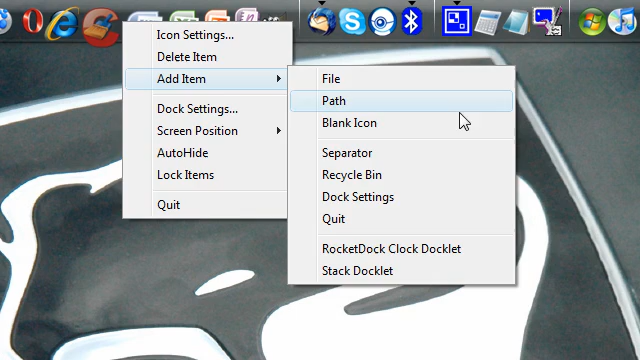 Icon Settings...
Delete Item
Add Item
Dock Settings...
Screen Position
AutoHide
Lock Items
Quit
File
Path
Blank Icon
Separator
Recycle Bin
Dock Settings
Quit
RocketDock Clock Docklet
Stack Docklet